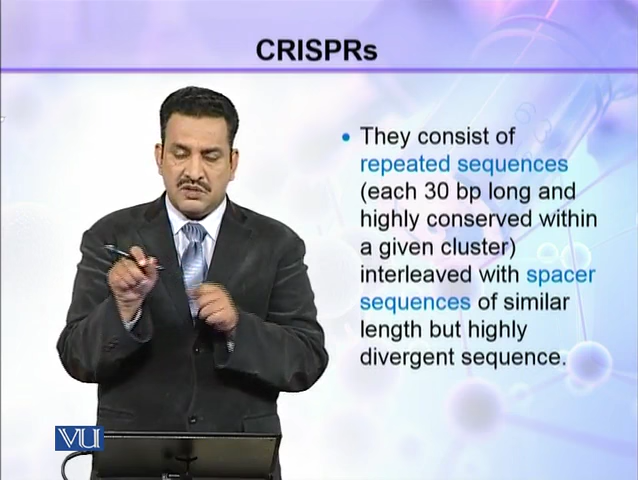 CRISPRs
• They consist of
repeated sequences
(each 30 bp long and
highly conserved within
a given cluster)
interleaved with spacer
sequences of similar
length but highly
divergent sequence.
VU